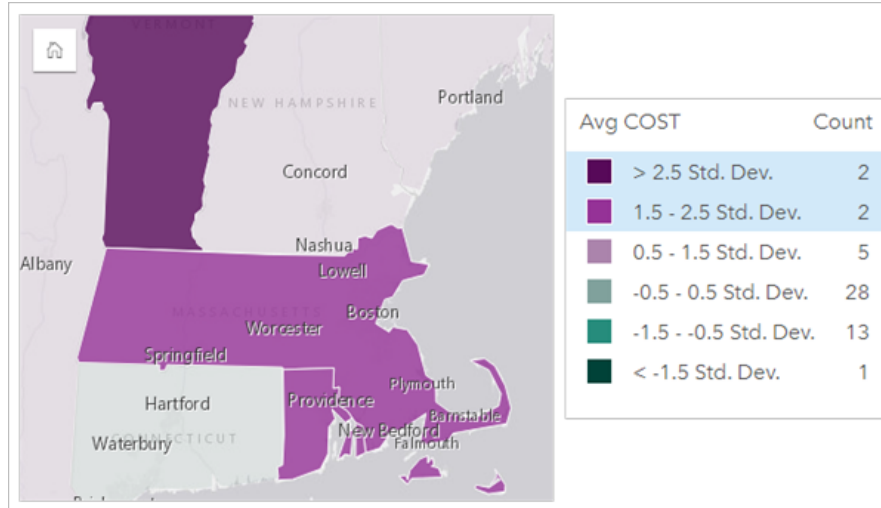 VERMONT
NEW HAMPSHIRE
Portland
Concord
Nashua
Albany
Lowell
MASSACHUSETTS
Boston
Worcester
Springfield
Plymouth
Hartford
Providence
Barnstable
New Bedford
Waterbury
CONNECTICUT
Falmouth
Avg COST Count
> 2.5 Std. Dev. 2
1.5 - 2.5 Std. Dev. 2
0.5 - 1.5 Std. Dev. 5
-0.5 - 0.5 Std. Dev. 28
-1.5 - -0.5 Std. Dev. 13
< -1.5 Std. Dev. 1